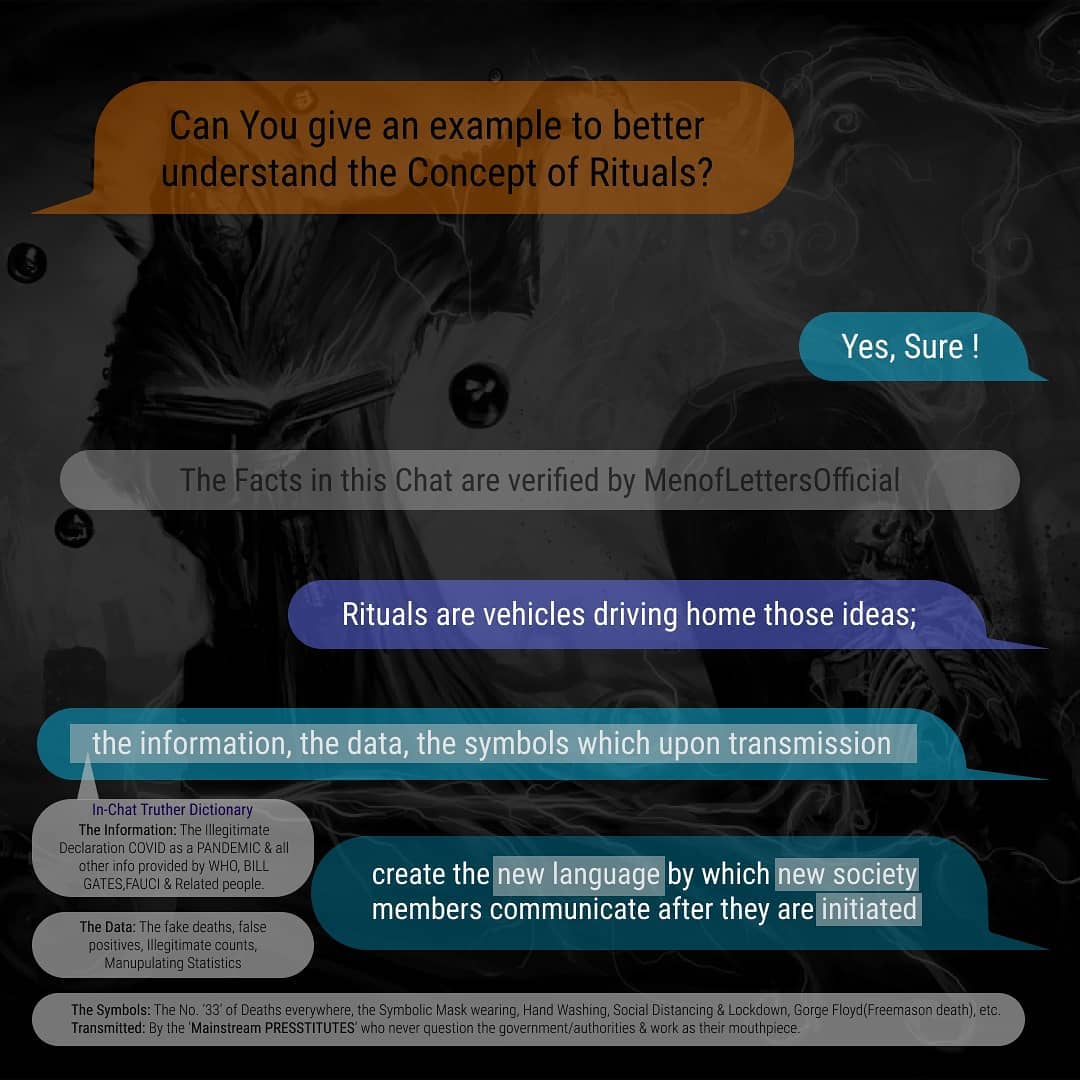 Can You give an example to better
understand the Concept of Rituals?
Yes, Sure !
The Facts in this Chat are verified by MenofLettersOfficial
Rituals are vehicles driving home those ideas;
the information, the data, the symbols which upon transmission
In-Chat Truther Dictionary
The Information: The Illegitimate
Declaration COVID as a PANDEMIC & all
other info provided by WHO, BILL
GATES,FAUCI & Related people.
create the new language by which new society
members communicate after they are initiated
The Data: The fake deaths, false
positives, Illegitimate counts,
Manupulating Statistics
The Symbols: The No. '33' of Deaths everywhere, the Symbolic Mask wearing, Hand Washing, Social Distancing & Lockdown, Gorge Floyd(Freemason death), etc.
Transmitted: By the 'Mainstream PRESSTITUTES' who never question the government/authorities & work as their mouthpiece.